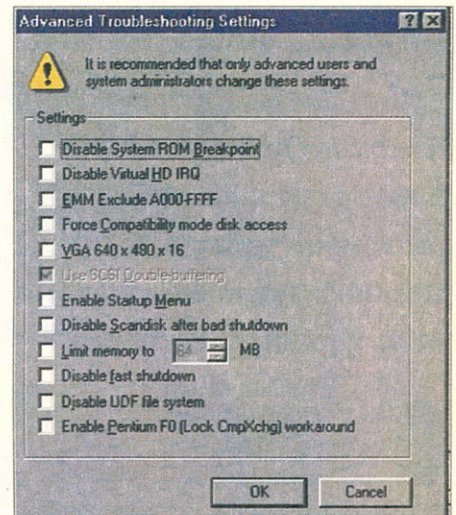 Advanced Troubleshooting Settings
It is recommended that only advanced users and
system administrators change these settings.
Settings
Disable System ROM Breakpoint
Disable Virtual HD IRQ
EMM Exclude A000-FFFF
Force Compatibility mode disk access
VGA 640 x 480 x 16
Use SCSI Double-buffering
Enable Startup Menu
Disable Scandisk after bad shutdown
Limit memory to 64 MB
Disable fast shutdown
Disable UDF file system
Enable Pentium F0 (Lock CmpXchg) workaround
OK Cancel